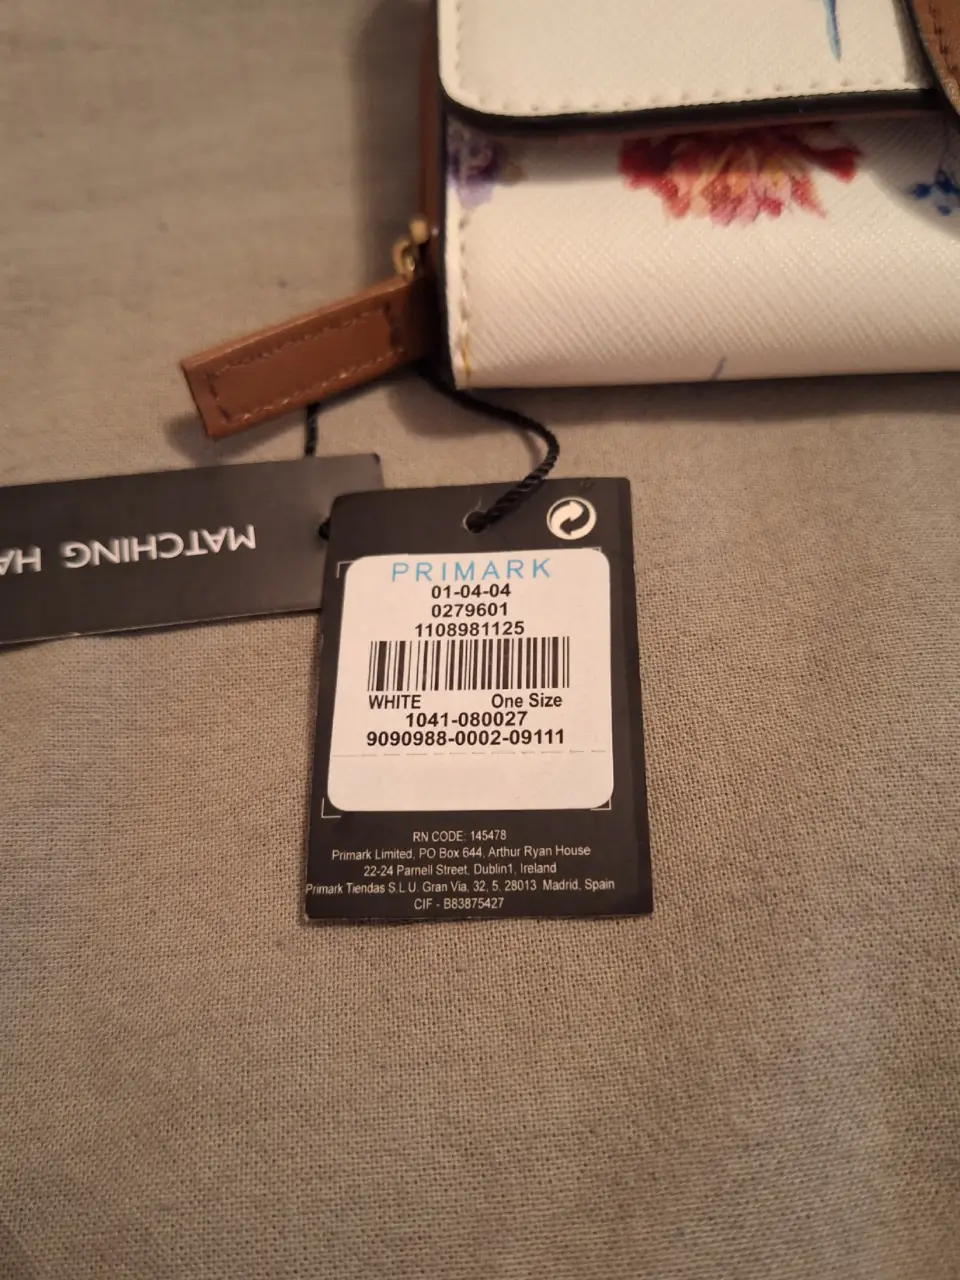 MATCHING HA
PRIMARK
01-04-04
0279601
1108981125
WHITE One Size
1041-080027
9090988-0002-09111
RN CODE: 145478
Primark Limited, PO Box 644, Arthur Ryan House
22-24 Parnell Street, Dublin1, Ireland
Primark Tiendas S.L.U. Gran Via, 32, 5. 28013 Madrid, Spain
CIF - B83875427